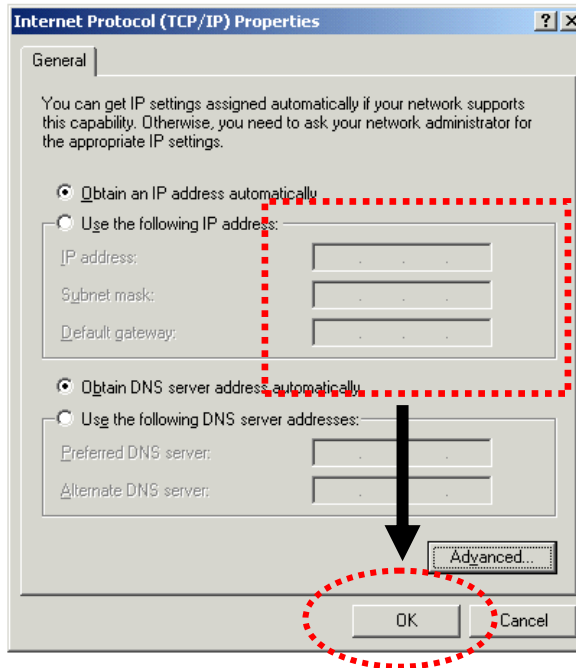 Internet Protocol (TCP/IP) Properties
General
You can get IP settings assigned automatically if your network supports
this capability. Otherwise, you need to ask your network administrator for
the appropriate IP settings.
Obtain an IP address automatically
Use the following IP address:
IP address:
Subnet mask:
Default gateway:
Obtain DNS server address automatically
Use the following DNS server addresses:
Preferred DNS server:
Alternate DNS server:
Advanced...
OK
Cancel